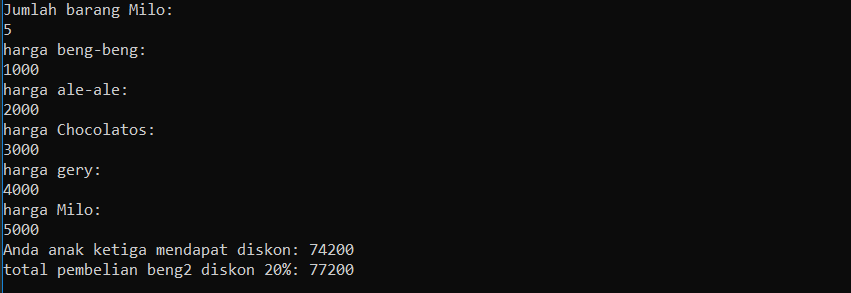 Jumlah barang Milo:
5
harga beng-beng:
1000
harga ale-ale:
2000
harga Chocolatos:
3000
harga gery:
4000
harga Milo:
5000
Anda anak ketiga mendapat diskon: 74200
total pembelian beng2 diskon 20%: 77200